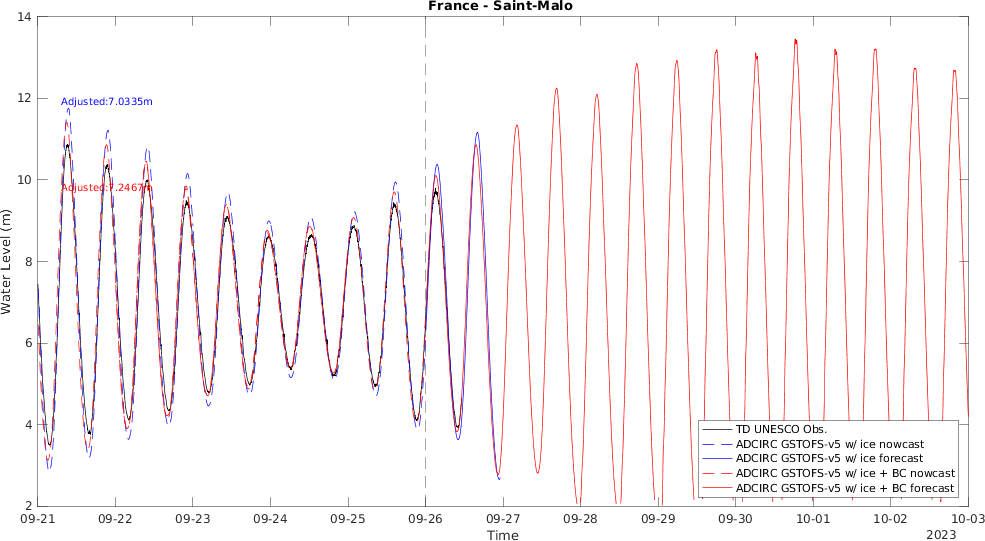 France - Saint-Malo
14
12
10
8
6
4
2
Water Level (m)
Adjusted:7.0335m
Adjusted:7.2467m
TD UNESCO Obs.
ADCIRC GSTOFS-v5 w/ ice nowcast
ADCIRC GSTOFS-v5 w/ ice forecast
ADCIRC GSTOFS-v5 w/ ice + BC nowcast
ADCIRC GSTOFS-v5 w/ ice + BC forecast
09-21 09-22 09-23 09-24 09-25 09-26 09-27 09-28 09-29 09-30 10-01 10-02 10-03
Time
2023